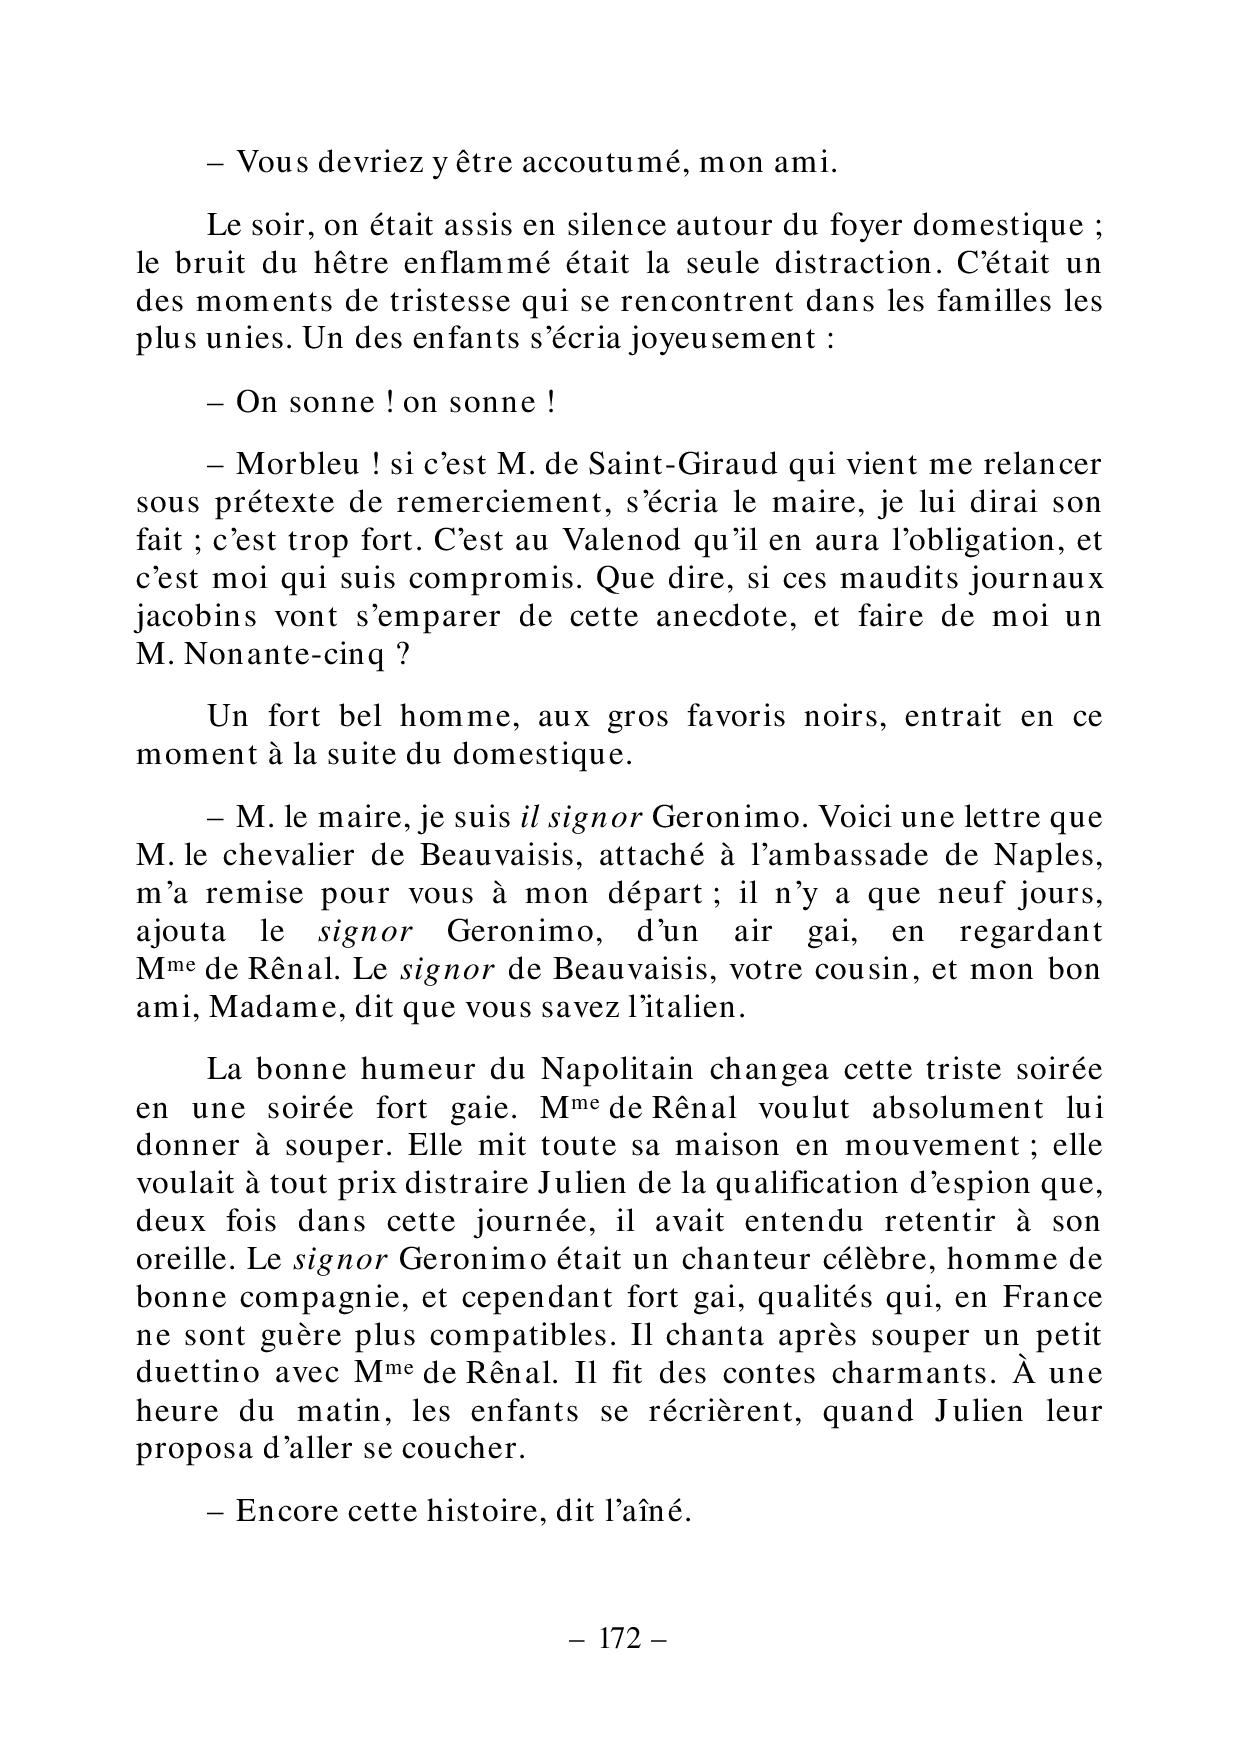 – Vous devriez y être accoutumé, mon ami.
Le soir, on était assis en silence autour du foyer domestique ;
le bruit du hêtre enflammé était la seule distraction. C’était un
des moments de tristesse qui se rencontrent dans les familles les
plus unies. Un des enfants s’écria joyeusement :
– On sonne ! on sonne !
– Morbleu ! si c’est M. de Saint-Giraud qui vient me relancer
sous prétexte de remerciement, s’écria le maire, je lui dirai son
fait ; c’est trop fort. C’est au Valenod qu’il en aura l’obligation, et
c’est moi qui suis compromis. Que dire, si ces maudits journaux
jacobins vont s’emparer de cette anecdote, et faire de moi un
M. Nonante-cinq ?
Un fort bel homme, aux gros favoris noirs, entrait en ce
moment à la suite du domestique.
– M. le maire, je suis il signor Geronimo. Voici une lettre que
M. le chevalier de Beauvaisis, attaché à l’ambassade de Naples,
m’a remise pour vous à mon départ ; il n’y a que neuf jours,
ajouta le signor Geronimo, d’un air gai, en regardant
Mme de Rênal. Le signor de Beauvaisis, votre cousin, et mon bon
ami, Madame, dit que vous savez l’italien.
La bonne humeur du Napolitain changea cette triste soirée
en une soirée fort gaie. Mme de Rênal voulut absolument lui
donner à souper. Elle mit toute sa maison en mouvement ; elle
voulait à tout prix distraire Julien de la qualification d’espion que,
deux fois dans cette journée, il avait entendu retentir à son
oreille. Le signor Geronimo était un chanteur célèbre, homme de
bonne compagnie, et cependant fort gai, qualités qui, en France
ne sont guère plus compatibles. Il chanta après souper un petit
duettino avec Mme de Rênal. Il fit des contes charmants. À une
heure du matin, les enfants se récrièrent, quand Julien leur
proposa d’aller se coucher.
– Encore cette histoire, dit l’aîné.
– 172 –